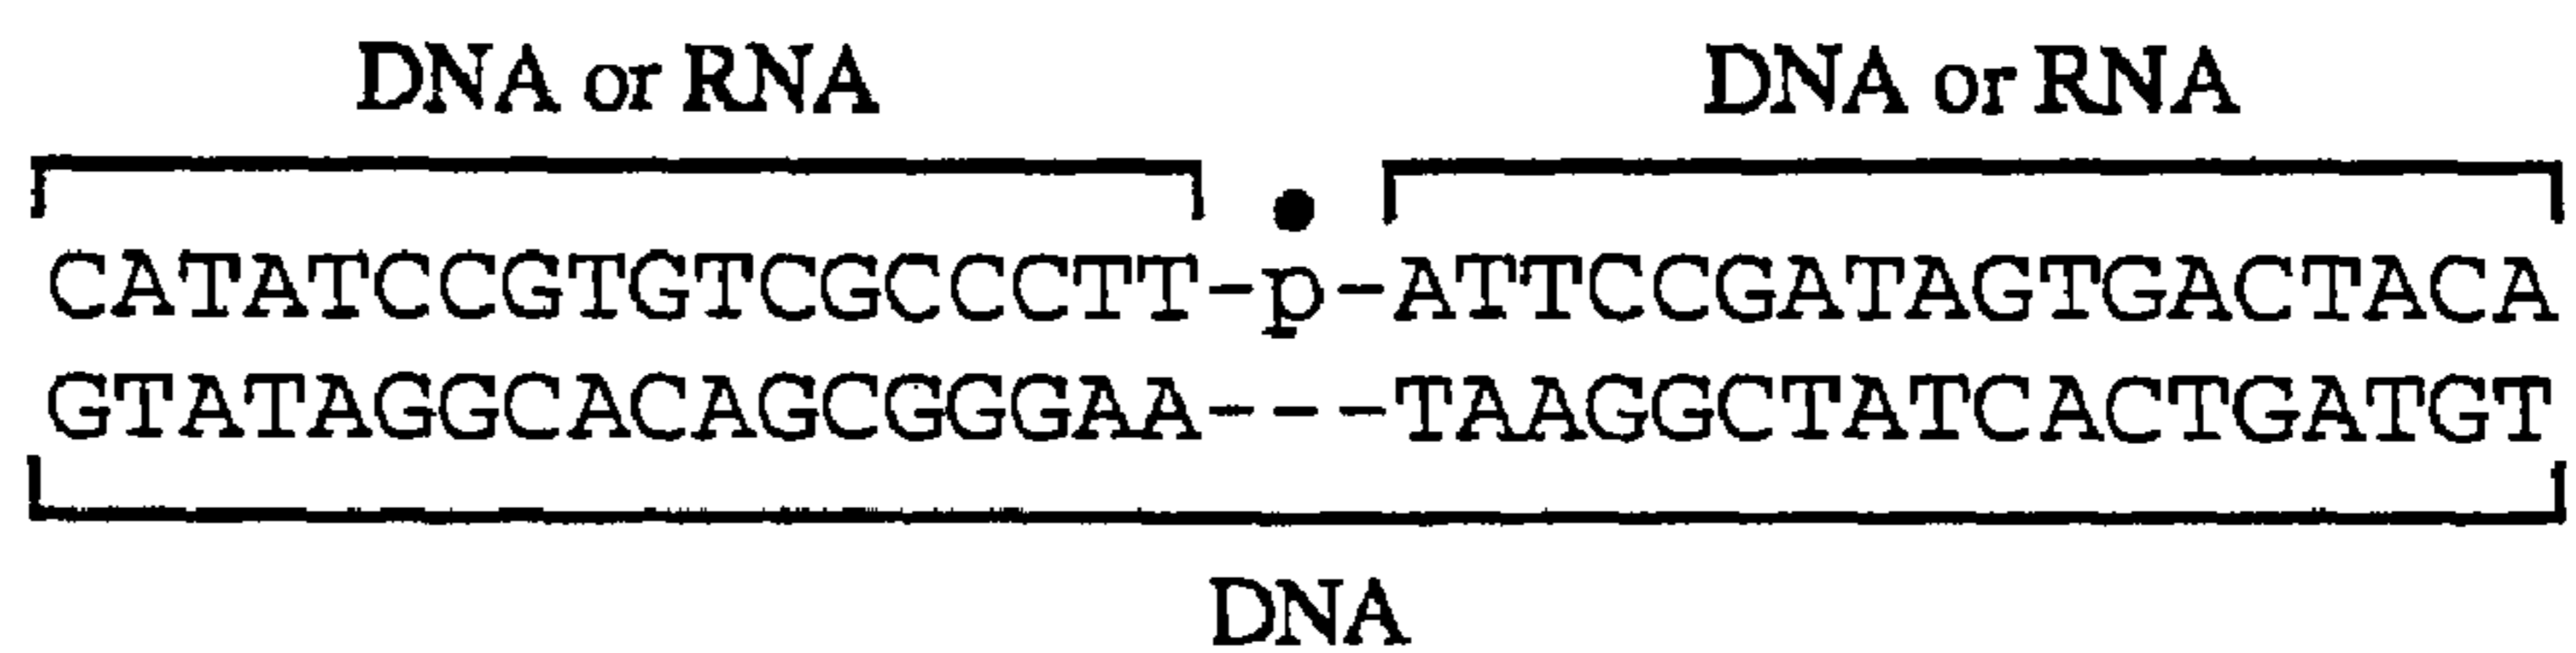 DNA or RNA DNA or RNA
CATATCCGTGTCGCCCTT-p-ATTCCGATAGTGACTACA
GTATAGGCACAGCGGGAA---TAAGGCTATCACTGATGT
DNA